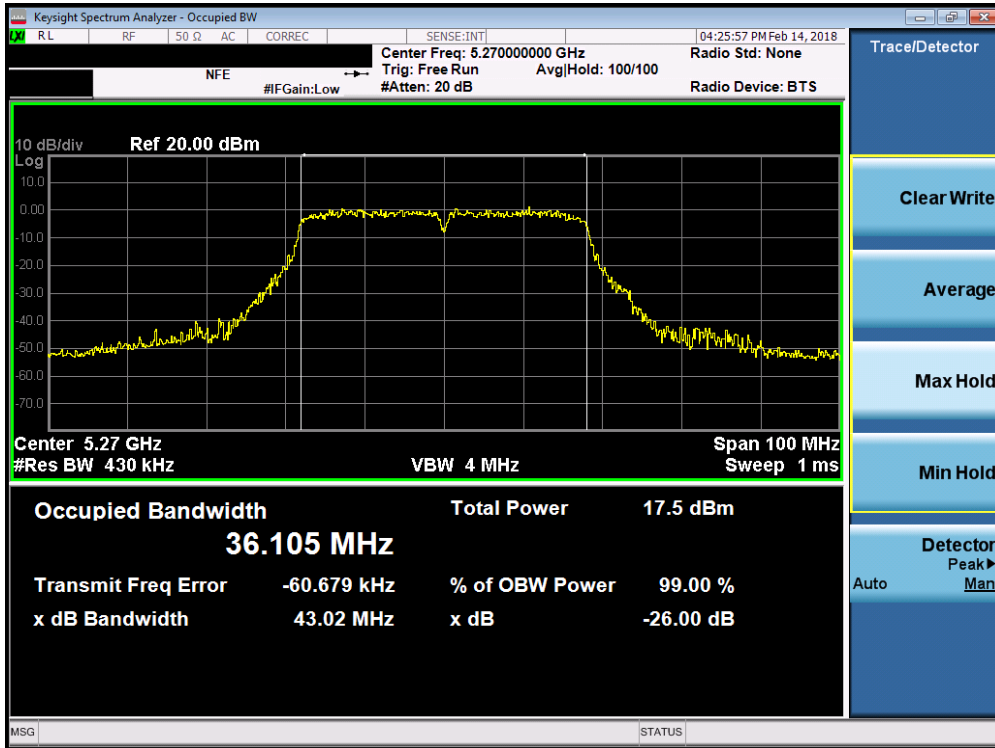 Keysight Spectrum Analyzer - Occupied BW
LXI RL RF 50 Ω AC CORREC SENSE:INT 04:25:57 PM Feb 14, 2018
Center Freq: 5.270000000 GHz Radio Std: None
NFE Trig: Free Run Avg|Hold: 100/100
#IFGain:Low #Atten: 20 dB Radio Device: BTS
Trace/Detector
10 dB/div Ref 20.00 dBm
Log
10.0
0.00
-10.0
-20.0
-30.0
-40.0
-50.0
-60.0
-70.0
Center 5.27 GHz Span 100 MHz
#Res BW 430 kHz VBW 4 MHz Sweep 1 ms
Occupied Bandwidth Total Power 17.5 dBm
36.105 MHz
Transmit Freq Error -60.679 kHz % of OBW Power 99.00 %
x dB Bandwidth 43.02 MHz x dB -26.00 dB
Clear Write
Average
Max Hold
Min Hold
Detector
Peak▶
Auto Man
MSG STATUS